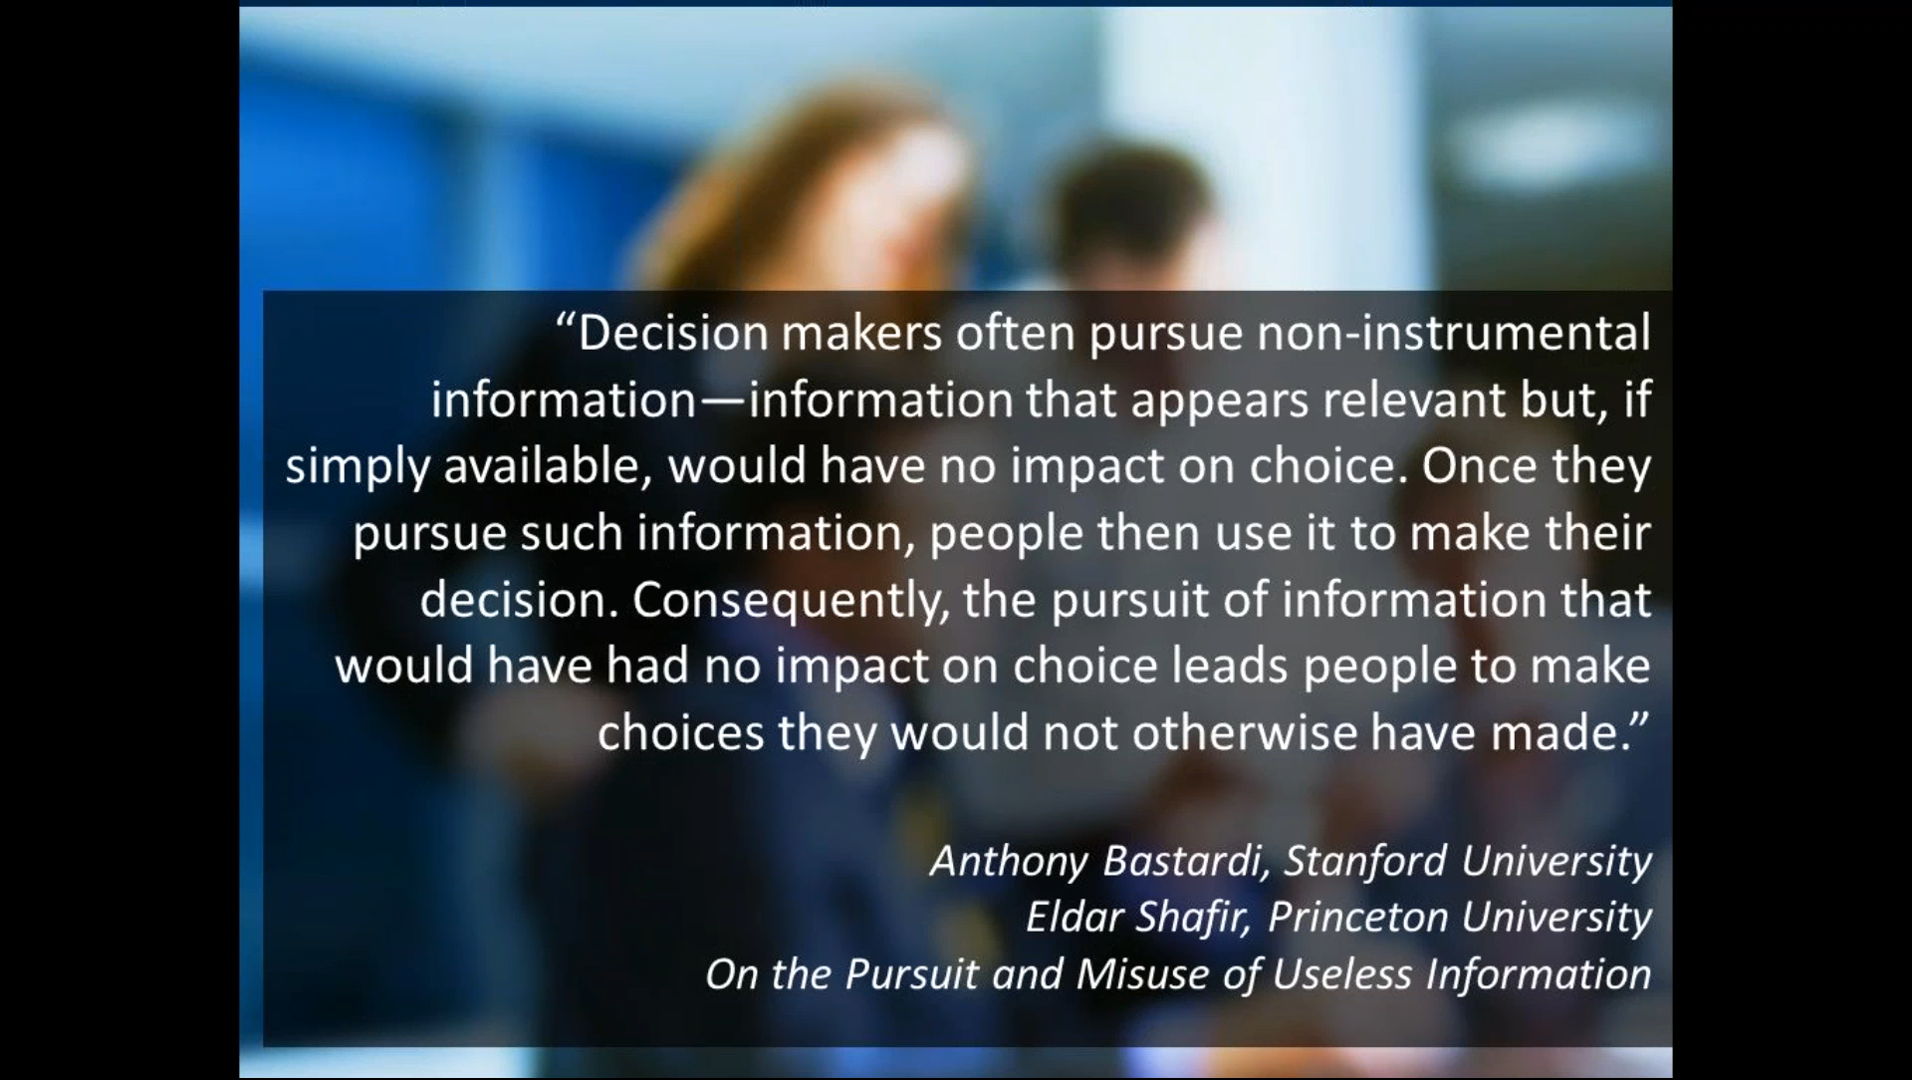 “Decision makers often pursue non-instrumental
information—information that appears relevant but, if
simply available, would have no impact on choice. Once they
pursue such information, people then use it to make their
decision. Consequently, the pursuit of information that
would have had no impact on choice leads people to make
choices they would not otherwise have made.”
Anthony Bastardi, Stanford University
Eldar Shafir, Princeton University
On the Pursuit and Misuse of Useless Information